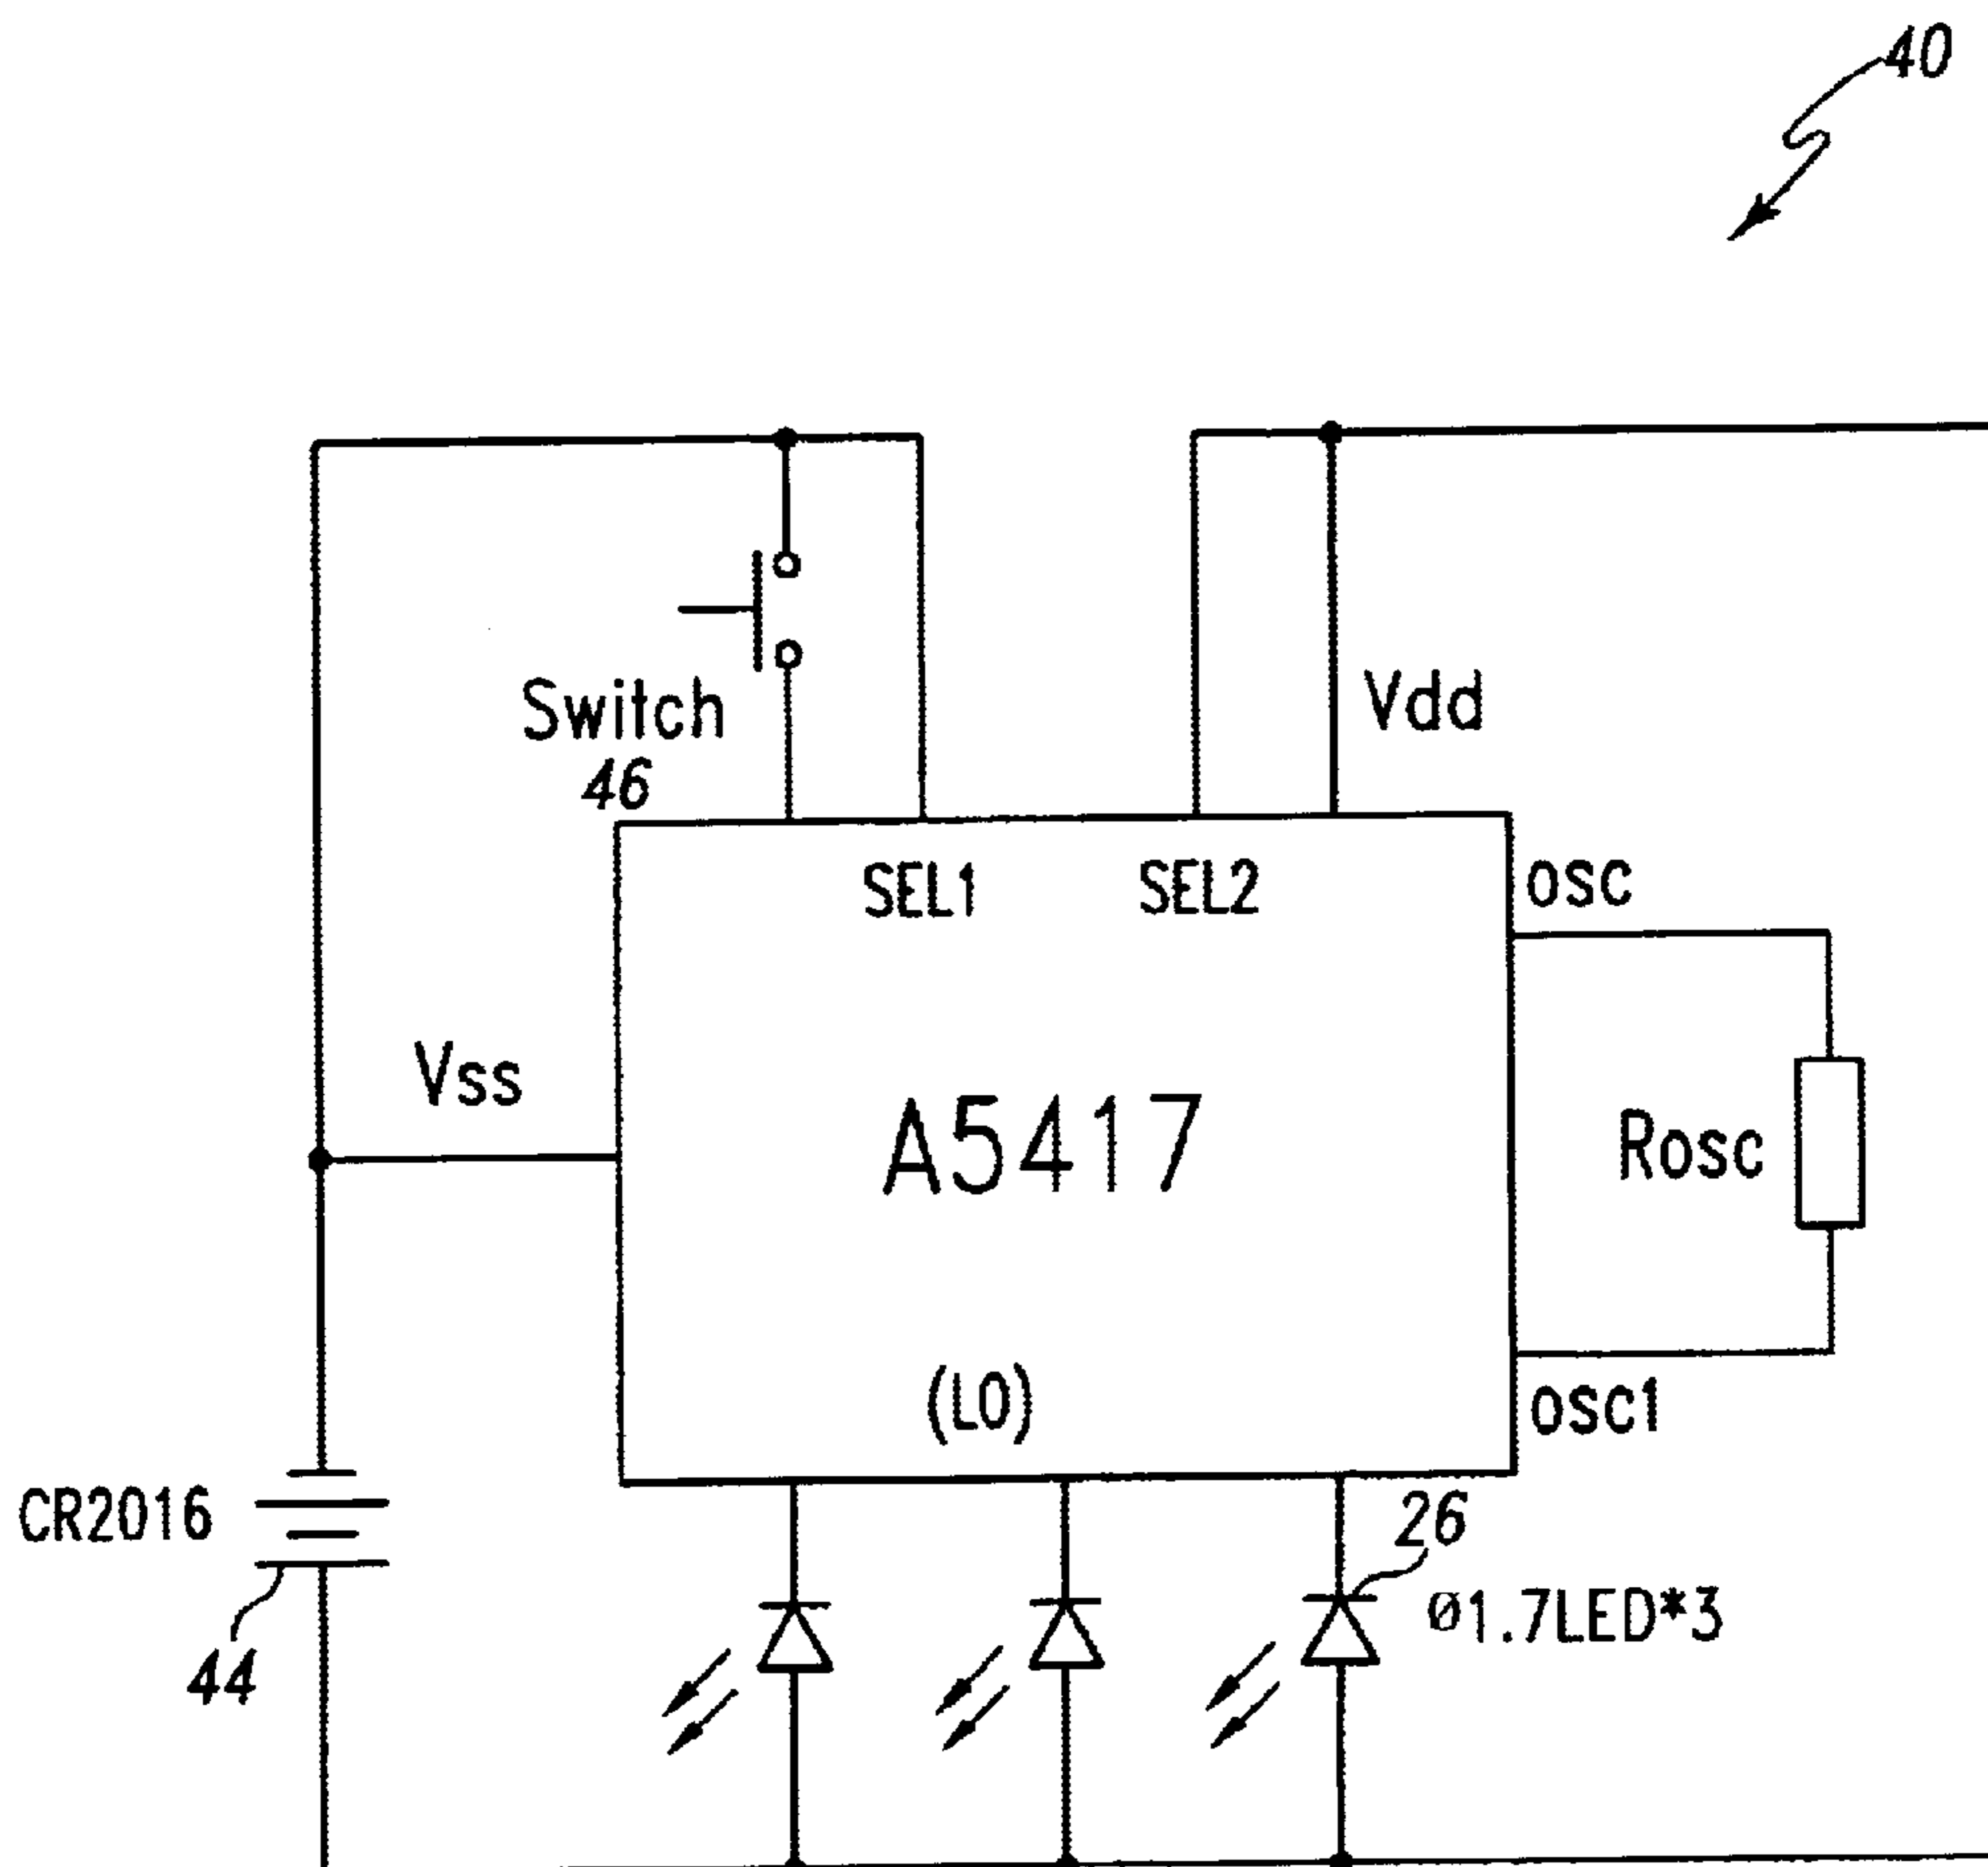 40
Switch
46
Vdd
SEL1
SEL2
osc
Vss
A5417
Rosc
(LO)
osc1
CR2016
26
Ø1.7LED*3
44